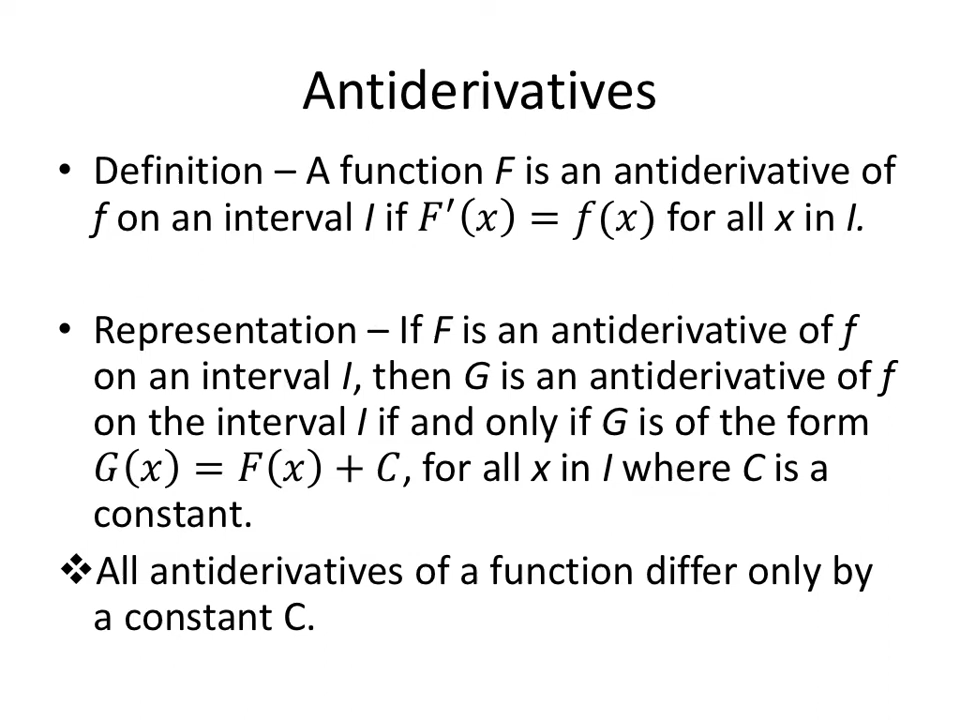 Antiderivatives
• Definition – A function F is an antiderivative of
f on an interval I if F′(x) = f(x) for all x in I.
• Representation – If F is an antiderivative of f
on an interval I, then G is an antiderivative of f
on the interval I if and only if G is of the form
G(x) = F(x) + C, for all x in I where C is a
constant.
❖All antiderivatives of a function differ only by
a constant C.